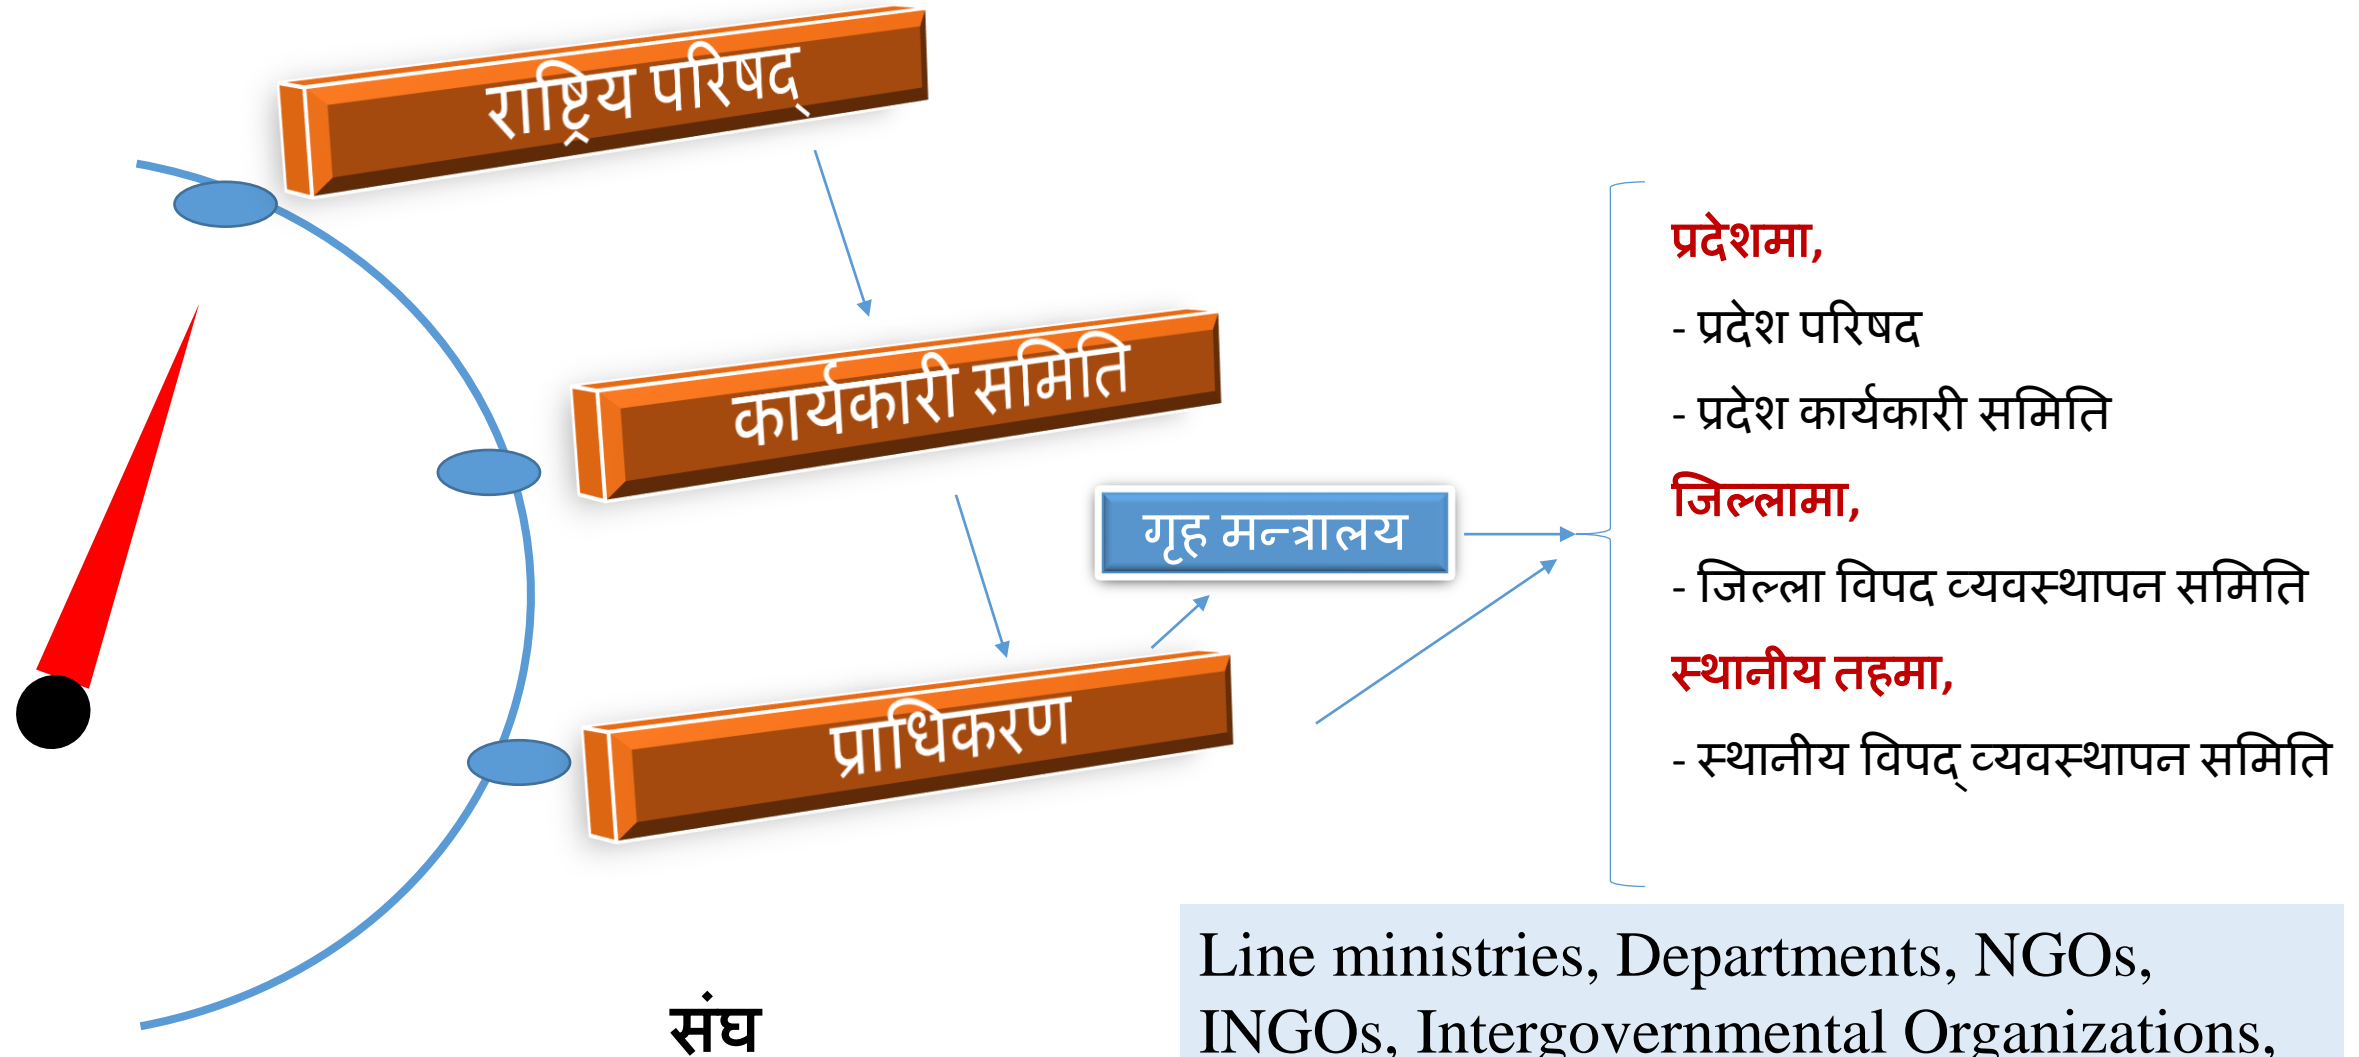 राष्ट्रिय परिषद्
कार्यकारी समिति
गृह मन्त्रालय
प्राधिकरण
प्रदेशमा,
- प्रदेश परिषद
- प्रदेश कार्यकारी समिति
जिल्लामा,
- जिल्ला विपद व्यवस्थापन समिति
स्थानीय तहमा,
- स्थानीय विपद् व्यवस्थापन समिति
संघ
Line ministries, Departments, NGOs,
INGOs, Intergovernmental Organizations,